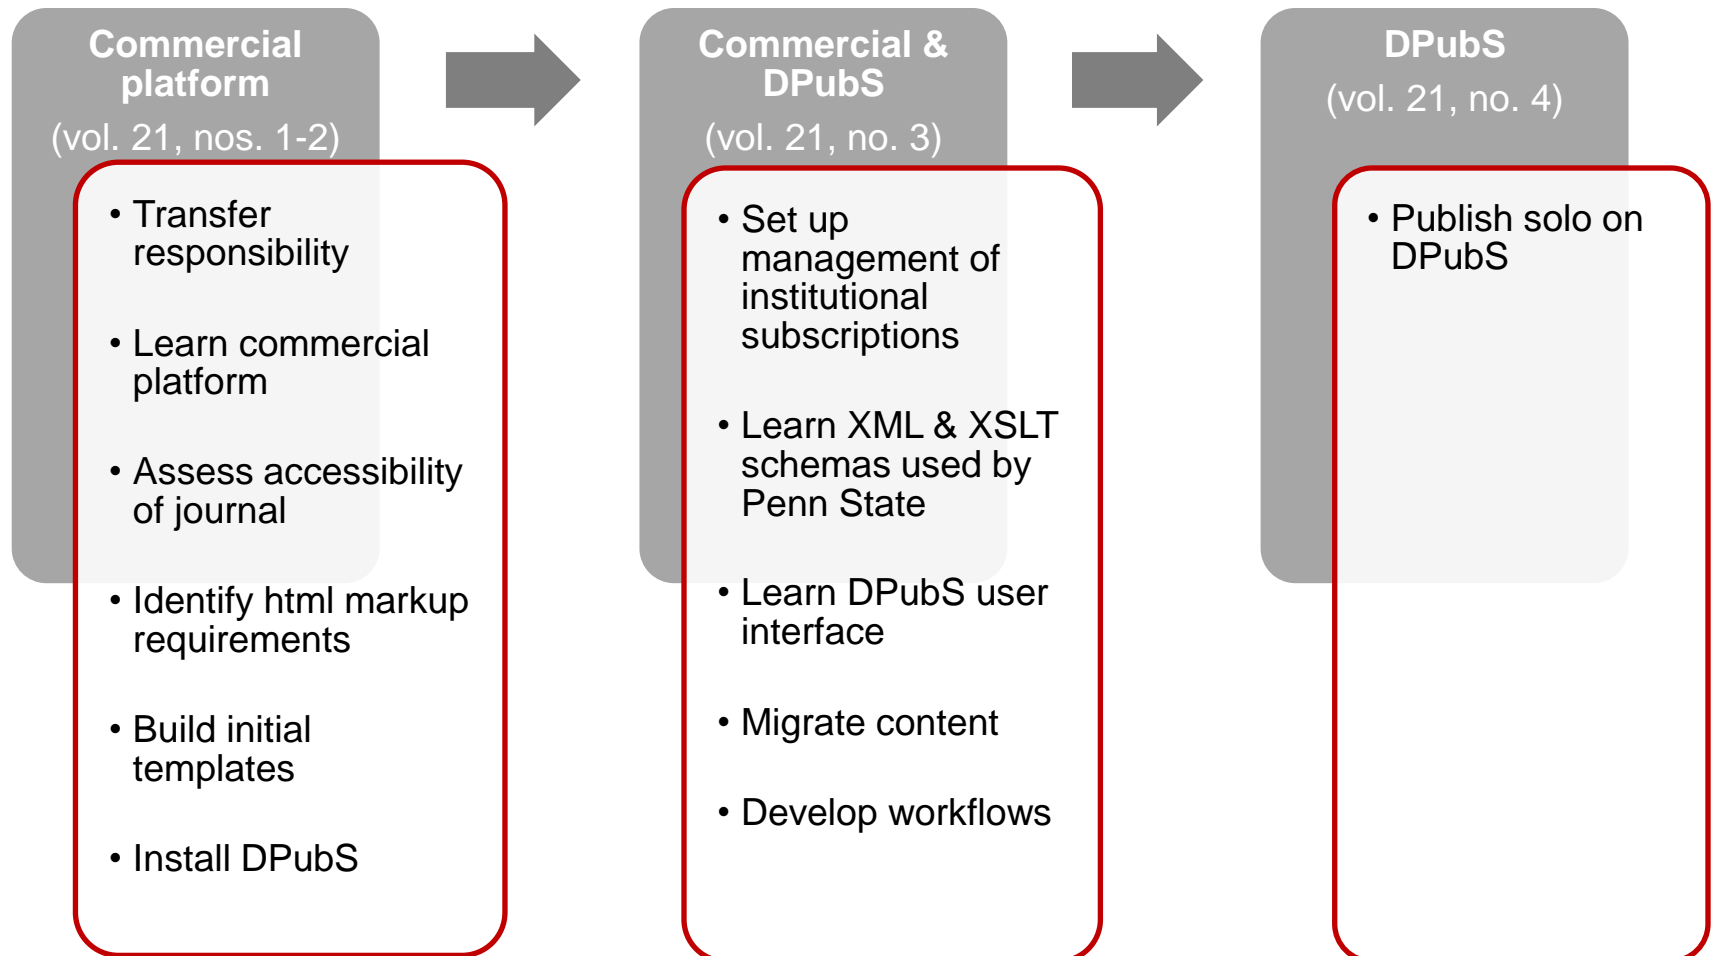 Commercial
platform
(vol. 21, nos. 1-2)
• Transfer
responsibility
• Learn commercial
platform
• Assess accessibility
of journal
• Identify html markup
requirements
• Build initial
templates
• Install DPubS
Commercial &
DPubS
(vol. 21, no. 3)
• Set up
management of
institutional
subscriptions
• Learn XML & XSLT
schemas used by
Penn State
• Learn DPubS user
interface
• Migrate content
• Develop workflows
DPubS
(vol. 21, no. 4)
• Publish solo on
DPubS